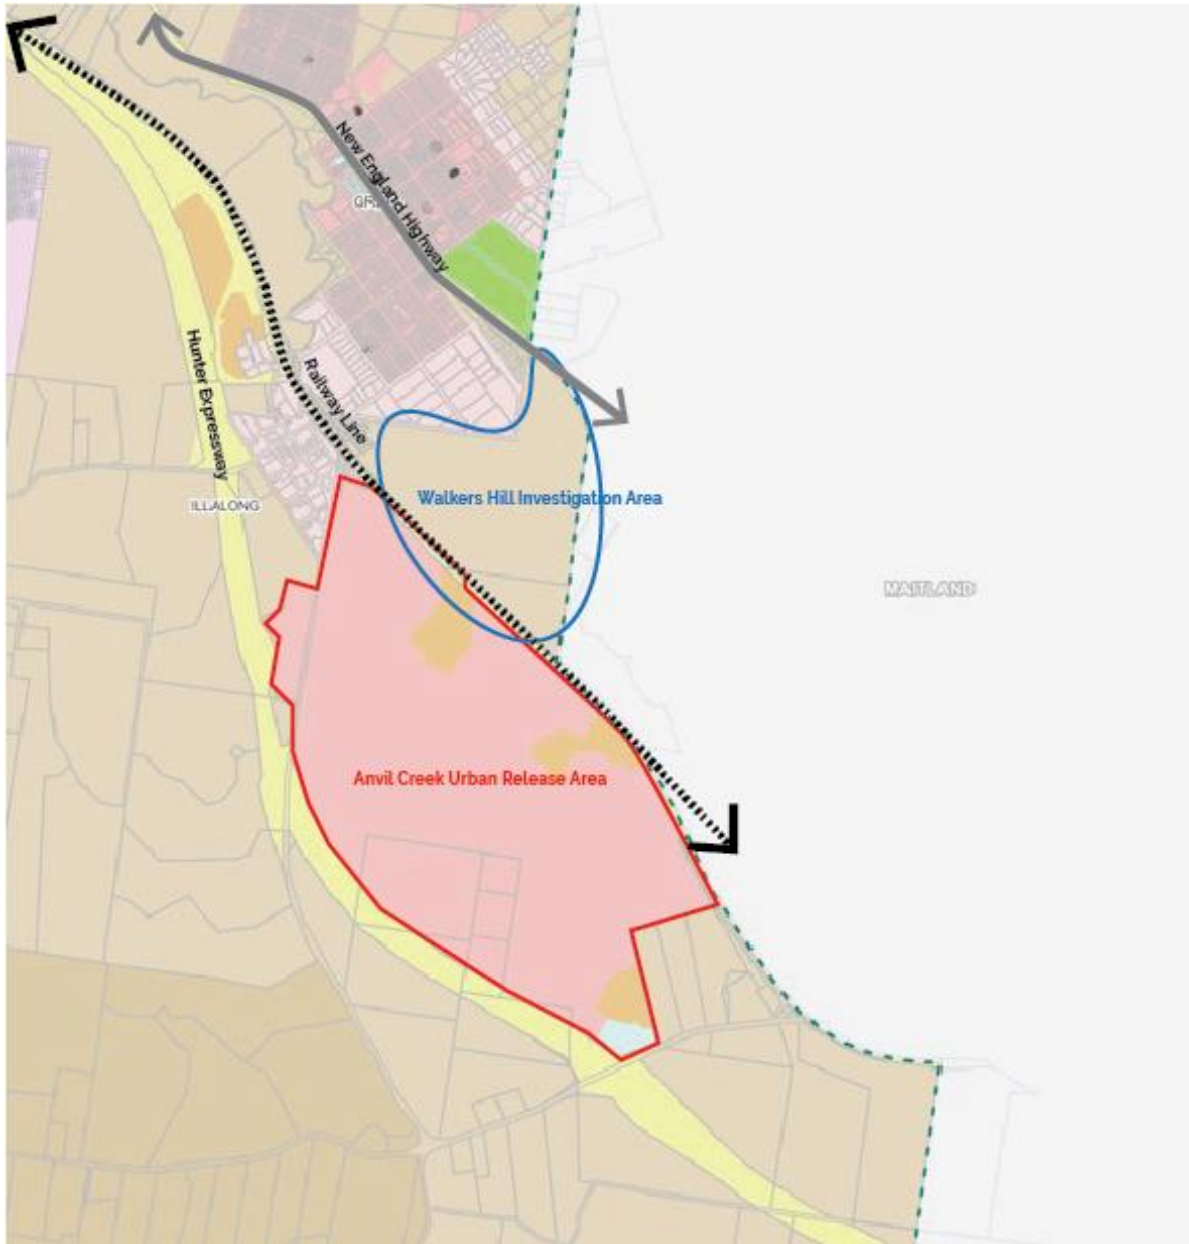 New England Highway
Hunter Expressway
Railway Line
Walkers Hill Investigation Area
ILLALONG
MAITLAND
Anvil Creek Urban Release Area